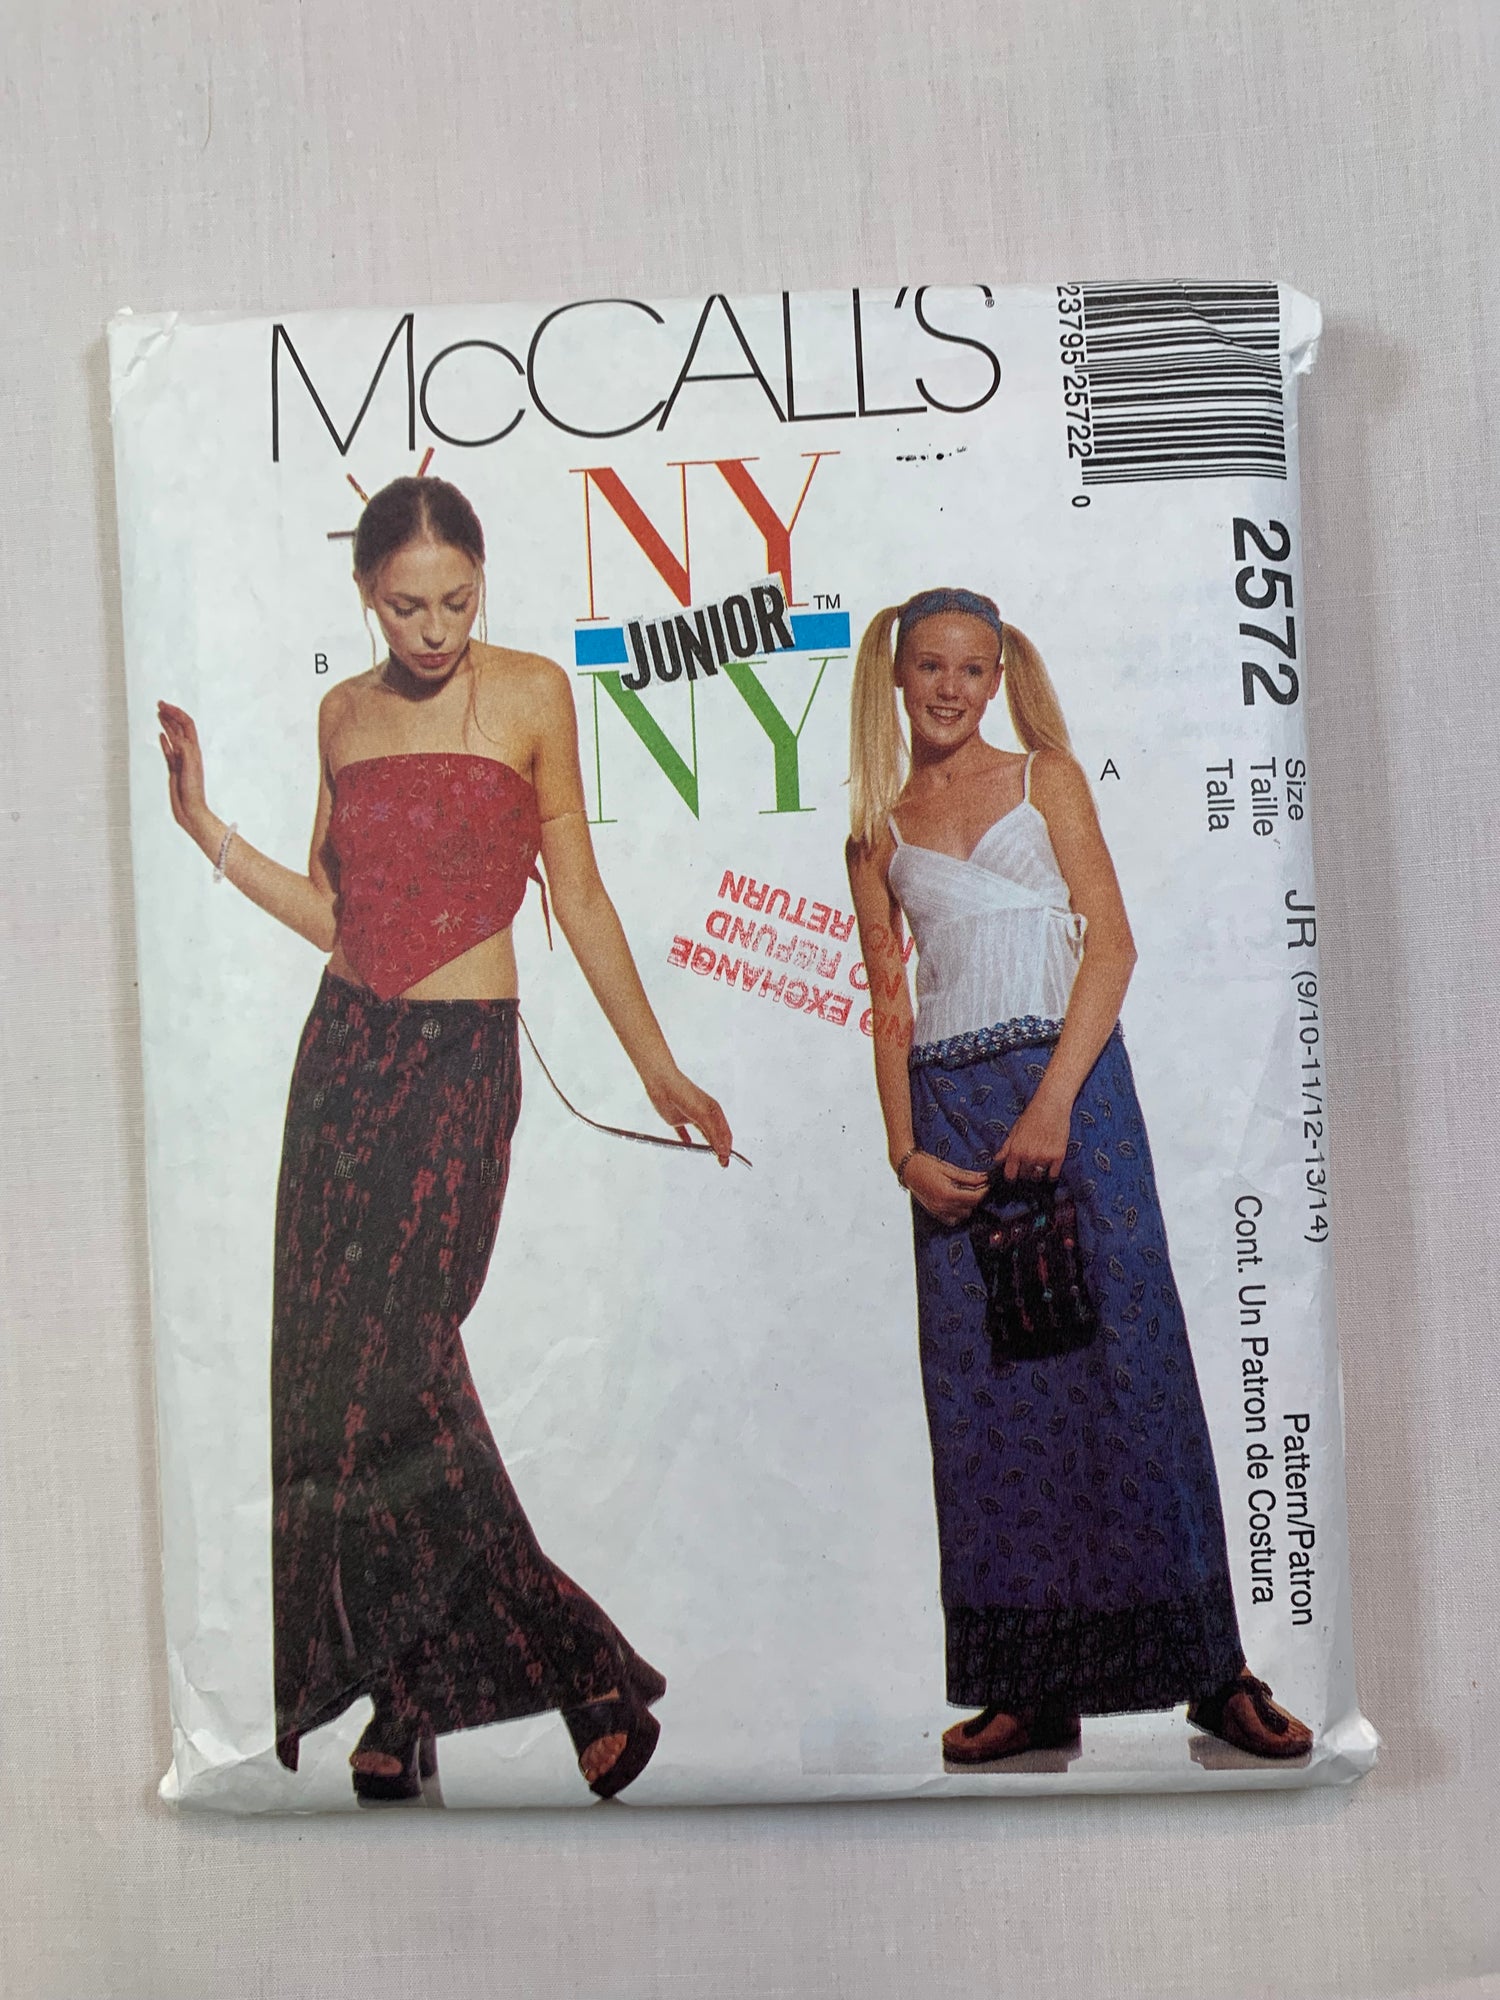 McCALL'S®
23795 25722 0
NY
JUNIOR™
NY
B
A
2572
Size
Taille
Talla
JR (9/10-11/12-13/14)
Pattern/Patron
Cont. Un Patron de Costura
NO EXCHANGE
NO REFUND
NO RETURN